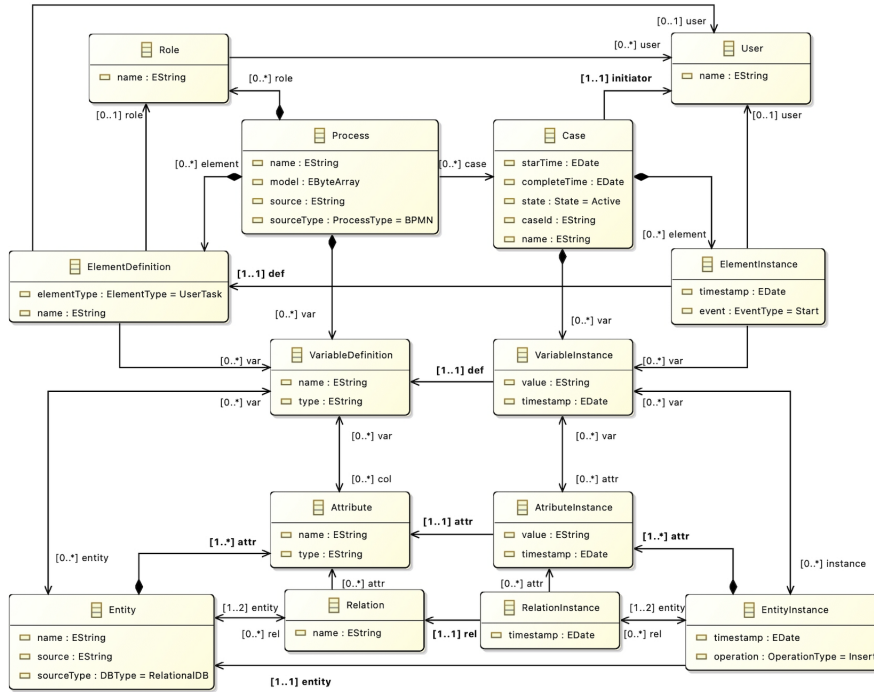 [0..1] user
Role
name : EString
[0..*] user
User
name : EString
[0..*] role
[1..1] initiator
[0..1] role
[0..1] user
Process
name : EString
model : EByteArray
source : EString
sourceType : ProcessType = BPMN
[0..*] element
[0..*] case
Case
starTime : EDate
completeTime : EDate
state : State = Active
caseId : EString
name : EString
[0..*] element
ElementDefinition
elementType : ElementType = UserTask
name : EString
[1..1] def
ElementInstance
timestamp : EDate
event : EventType = Start
[0..*] var
[0..*] var
[0..*] var
VariableDefinition
name : EString
type : EString
[0..*] var
[1..1] def
VariableInstance
value : EString
timestamp : EDate
[0..*] var
[0..*] var
[0..*] var
[0..*] var
[0..*] col
[0..*] attr
Attribute
name : EString
type : EString
[1..1] attr
AtributeInstance
value : EString
timestamp : EDate
[1..*] attr
[1..*] attr
[0..*] entity
[0..*] instance
[0..*] attr
[0..*] attr
Entity
name : EString
source : EString
sourceType : DBType = RelationalDB
[1..2] entity
[0..*] rel
Relation
name : EString
[1..1] rel
RelationInstance
timestamp : EDate
[1..2] entity
[0..*] rel
EntityInstance
timestamp : EDate
operation : OperationType = Insert
[1..1] entity